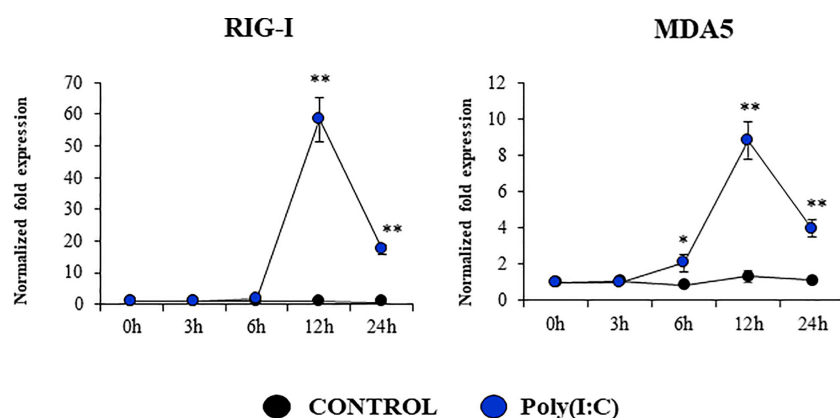 RIG-I
Normalized fold expression
70
60
50
40
30
20
10
0
**
**
0h 3h 6h 12h 24h
MDA5
Normalized fold expression
12
10
8
6
4
2
0
*
**
**
0h 3h 6h 12h 24h
CONTROL Poly(I:C)